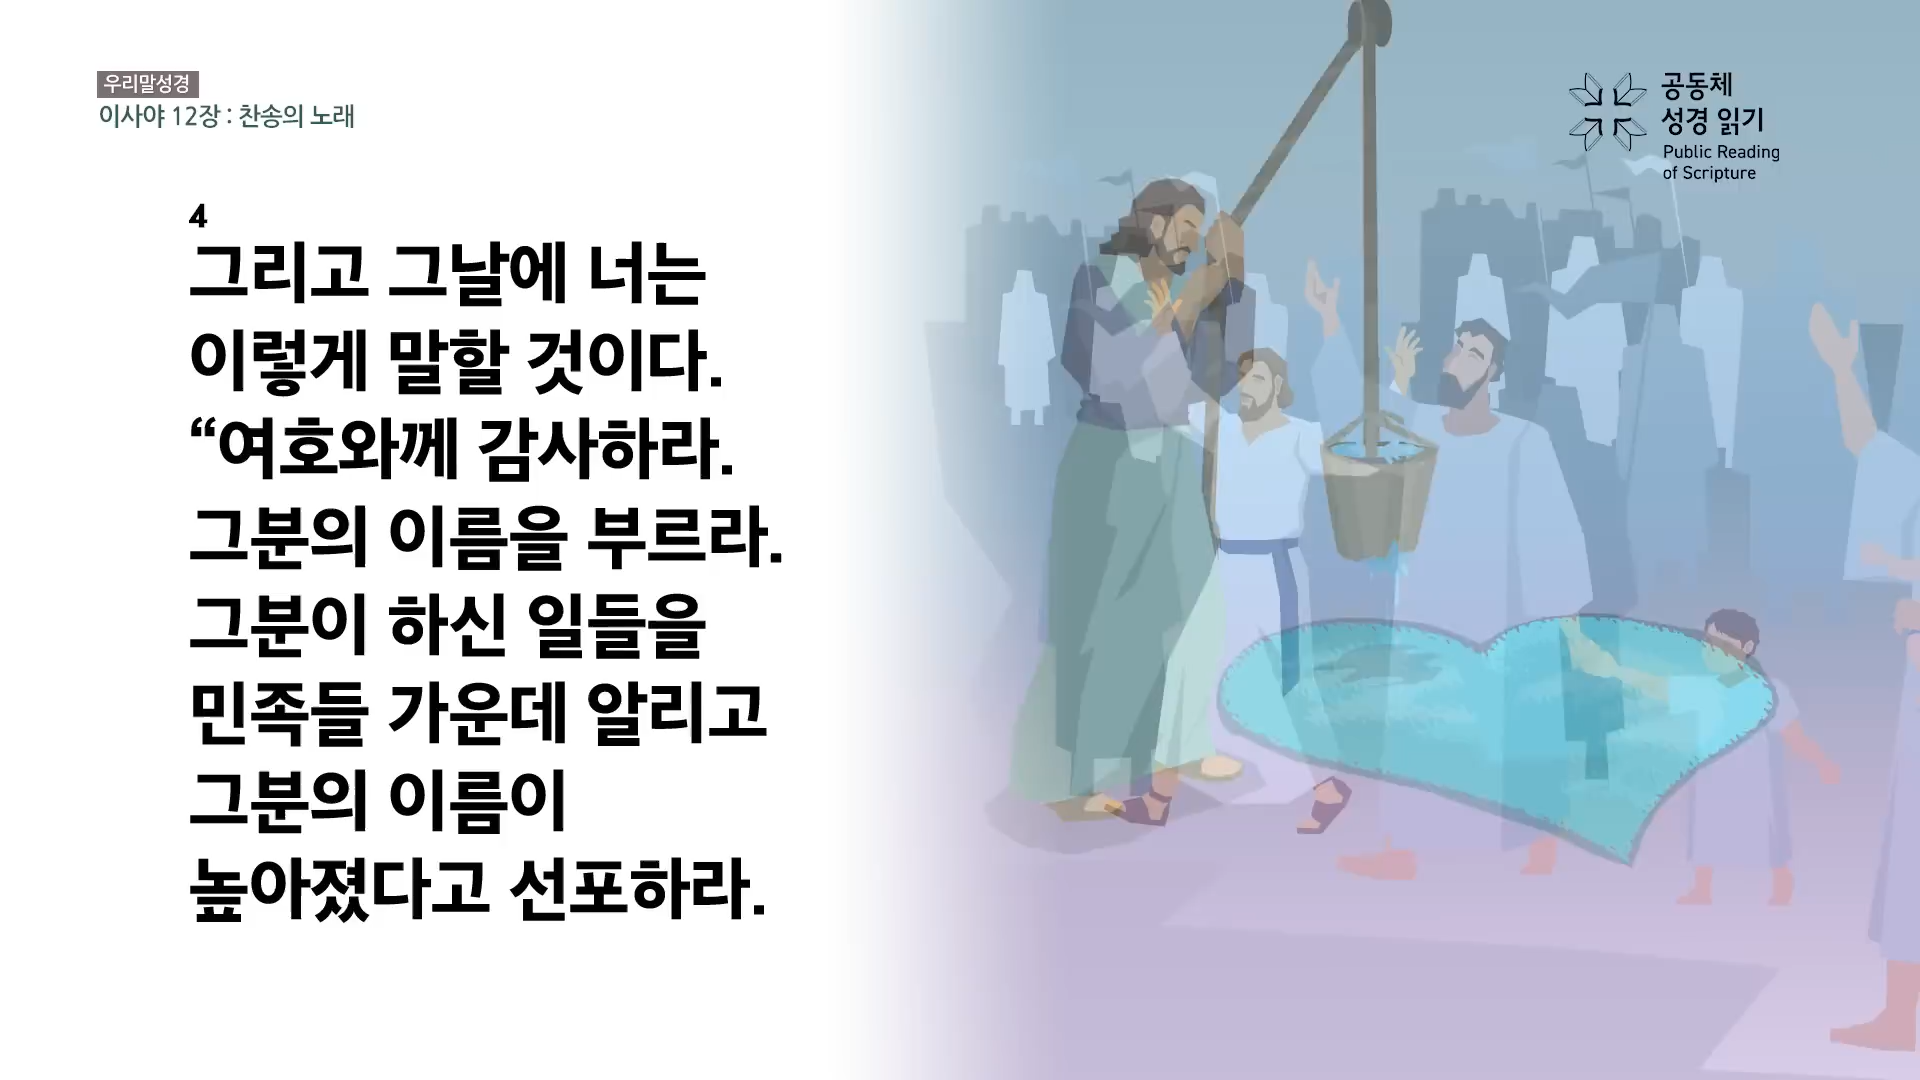 우리말성경
이사야 12장 : 찬송의 노래
공동체
성경 읽기
Public Reading
of Scripture
4
그리고 그날에 너는
이렇게 말할 것이다.
“여호와께 감사하라.
그분의 이름을 부르라.
그분이 하신 일들을
민족들 가운데 알리고
그분의 이름이
높아졌다고 선포하라.